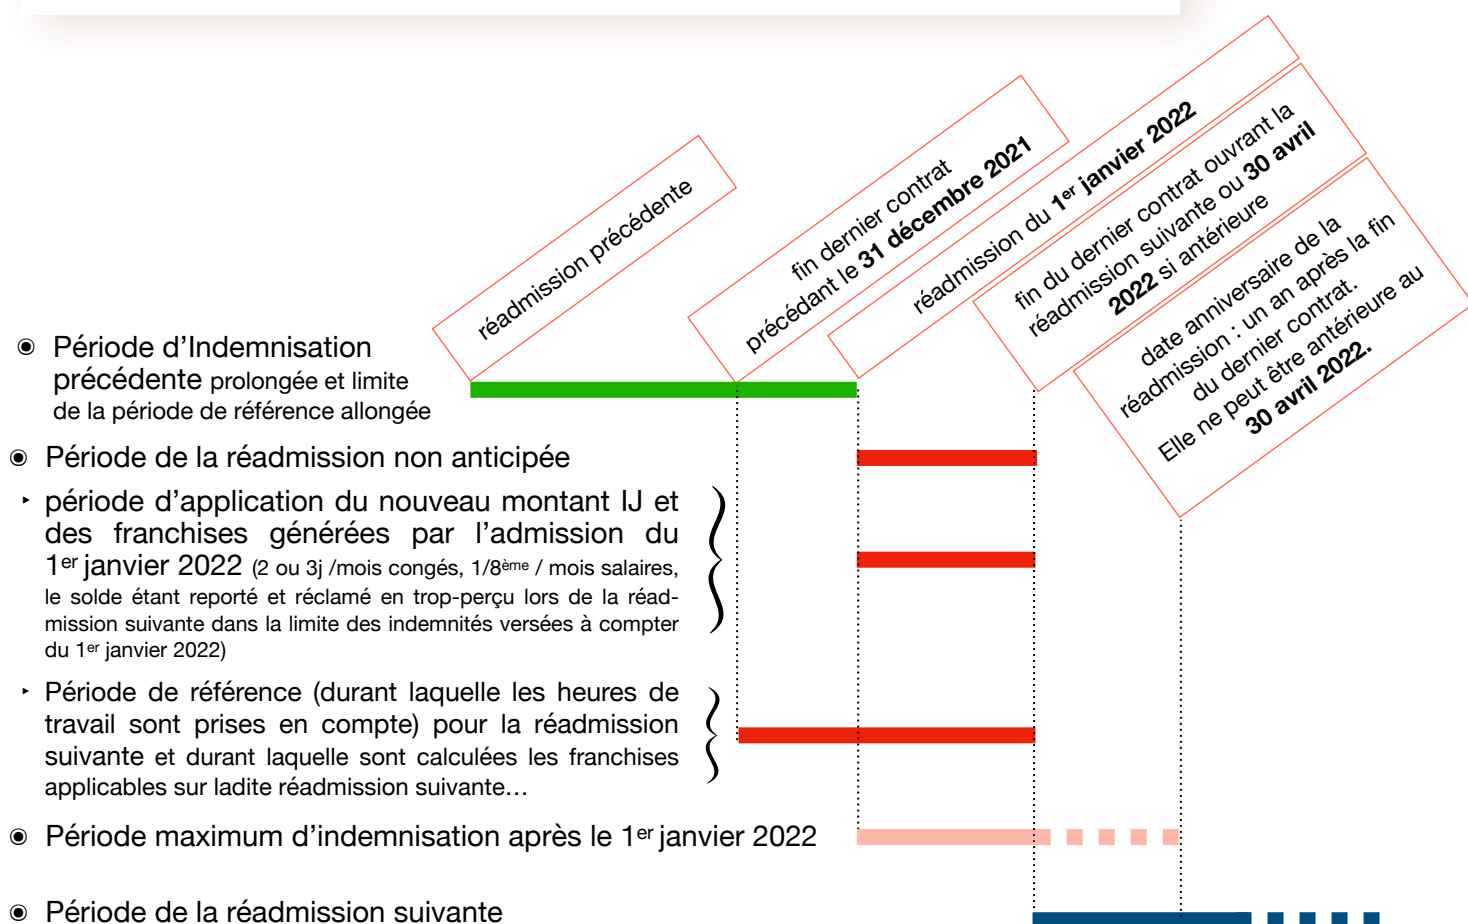 réadmission précédente
fin dernier contrat
précédant le 31 décembre 2021
réadmission du 1er janvier 2022
fin du dernier contrat ouvrant la
réadmission suivante ou 30 avril
2022 si antérieure
date anniversaire de la
réadmission : un an après la fin
du dernier contrat.
Elle ne peut être antérieure au
30 avril 2022.
◉ Période d’Indemnisation
précédente prolongée et limite
de la période de référence allongée
◉ Période de la réadmission non anticipée
‣ période d’application du nouveau montant IJ et
des franchises générées par l’admission du
1er janvier 2022 (2 ou 3j /mois congés, 1/8ème / mois salaires,
le solde étant reporté et réclamé en trop-perçu lors de la réad-
mission suivante dans la limite des indemnités versées à compter
du 1er janvier 2022)
‣ Période de référence (durant laquelle les heures de
travail sont prises en compte) pour la réadmission
suivante et durant laquelle sont calculées les franchises
applicables sur ladite réadmission suivante…
◉ Période maximum d’indemnisation après le 1er janvier 2022
◉ Période de la réadmission suivante